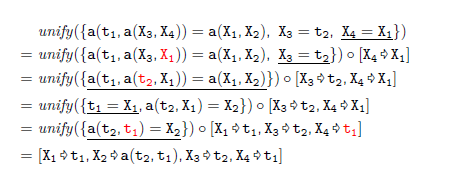 unify({a(t₁,a(X₃,X₄)) = a(X₁,X₂), X₃ = t₂, X₄ = X₁})
= unify({a(t₁,a(X₃,X₁)) = a(X₁,X₂), X₃ = t₂}) ∘ [X₄ ➪ X₁]
= unify({a(t₁,a(t₂,X₁)) = a(X₁,X₂)}) ∘ [X₃ ➪ t₂, X₄ ➪ X₁]
= unify({t₁ = X₁, a(t₂,X₁) = X₂}) ∘ [X₃ ➪ t₂, X₄ ➪ X₁]
= unify({a(t₂,t₁) = X₂}) ∘ [X₁ ➪ t₁, X₃ ➪ t₂, X₄ ➪ t₁]
= [X₁ ➪ t₁, X₂ ➪ a(t₂,t₁), X₃ ➪ t₂, X₄ ➪ t₁]